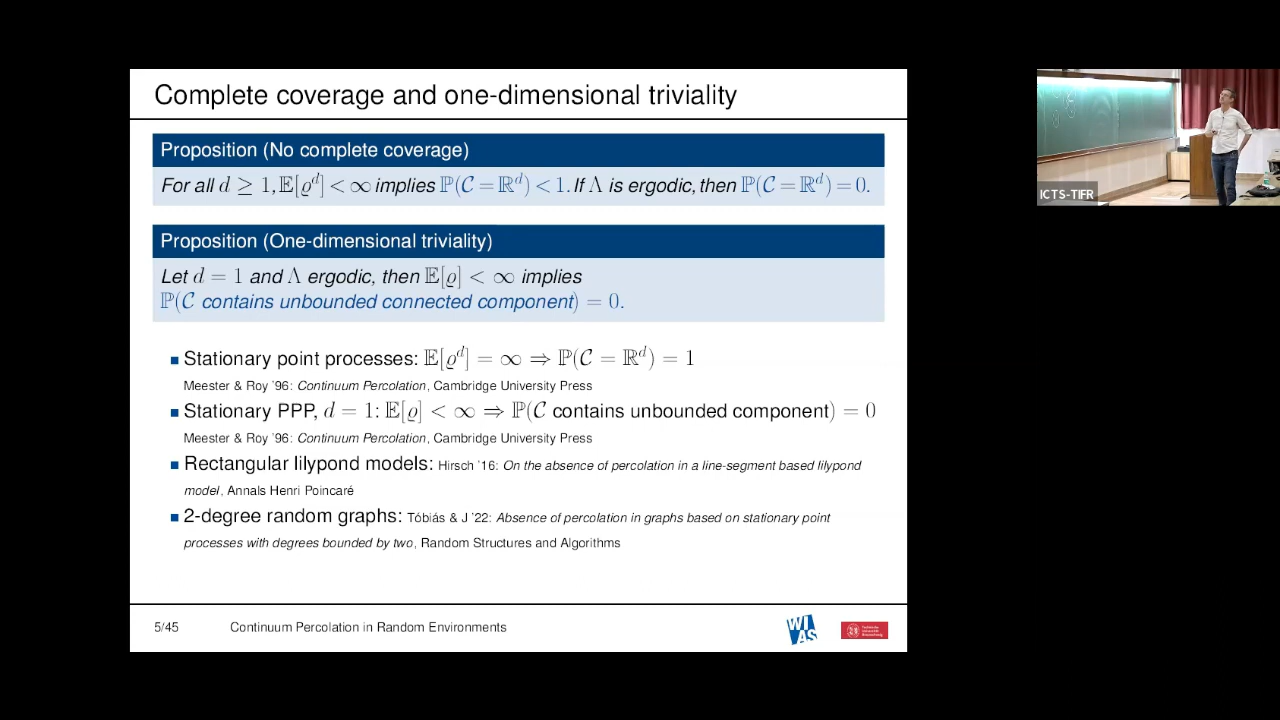 Complete coverage and one-dimensional triviality
Proposition (No complete coverage)
For all d ≥ 1, 𝔼[ϱ^d] < ∞ implies ℙ(𝒞 = ℝ^d) < 1. If Λ is ergodic, then ℙ(𝒞 = ℝ^d) = 0.
Proposition (One-dimensional triviality)
Let d = 1 and Λ ergodic, then 𝔼[ϱ] < ∞ implies
ℙ(𝒞 contains unbounded connected component) = 0.
Stationary point processes: 𝔼[ϱ^d] = ∞ ⇒ ℙ(𝒞 = ℝ^d) = 1
Meester & Roy '96: Continuum Percolation, Cambridge University Press
Stationary PPP, d = 1: 𝔼[ϱ] < ∞ ⇒ ℙ(𝒞 contains unbounded component) = 0
Meester & Roy '96: Continuum Percolation, Cambridge University Press
Rectangular lilypond models: Hirsch '16: On the absence of percolation in a line-segment based lilypond
model, Annals Henri Poincaré
2-degree random graphs: Tóbiás & J '22: Absence of percolation in graphs based on stationary point
processes with degrees bounded by two, Random Structures and Algorithms
5/45 Continuum Percolation in Random Environments
WIAS
ICTS-TIFR